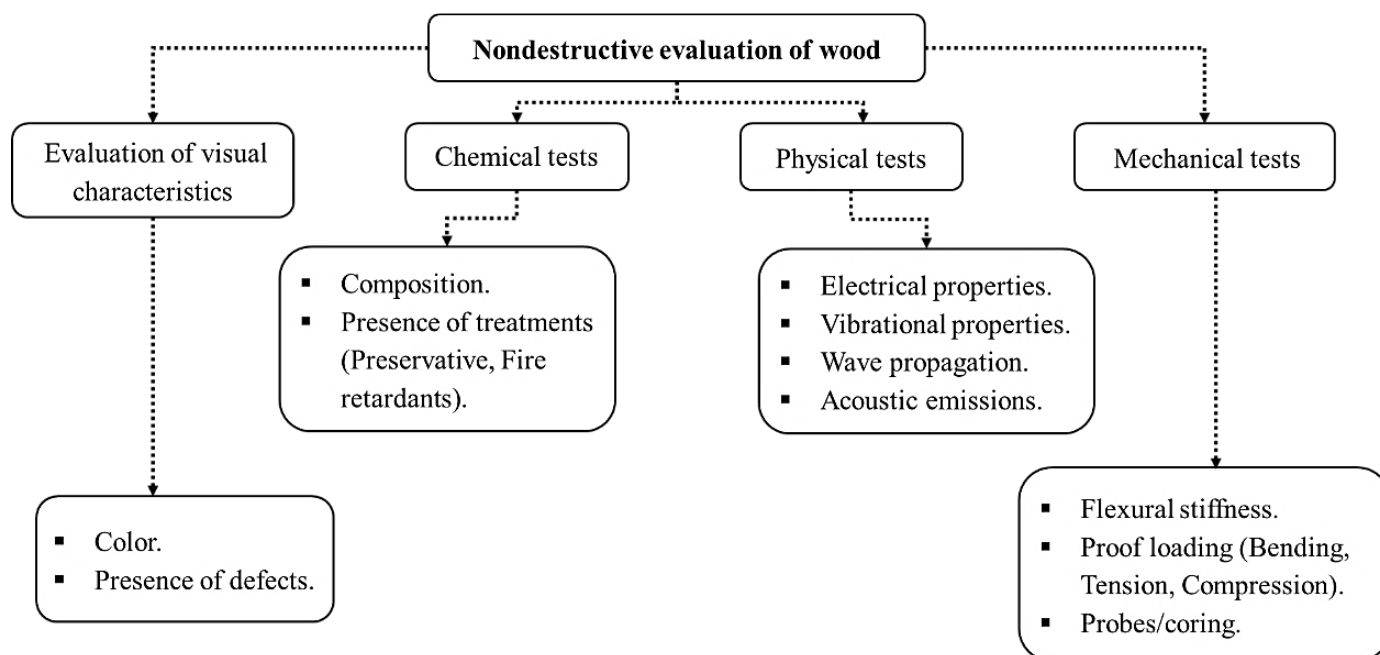 Nondestructive evaluation of wood
Evaluation of visual
characteristics
Chemical tests
Physical tests
Mechanical tests
▪ Composition.
▪ Presence of treatments
(Preservative, Fire
retardants).
▪ Electrical properties.
▪ Vibrational properties.
▪ Wave propagation.
▪ Acoustic emissions.
▪ Color.
▪ Presence of defects.
▪ Flexural stiffness.
▪ Proof loading (Bending,
Tension, Compression).
▪ Probes/coring.